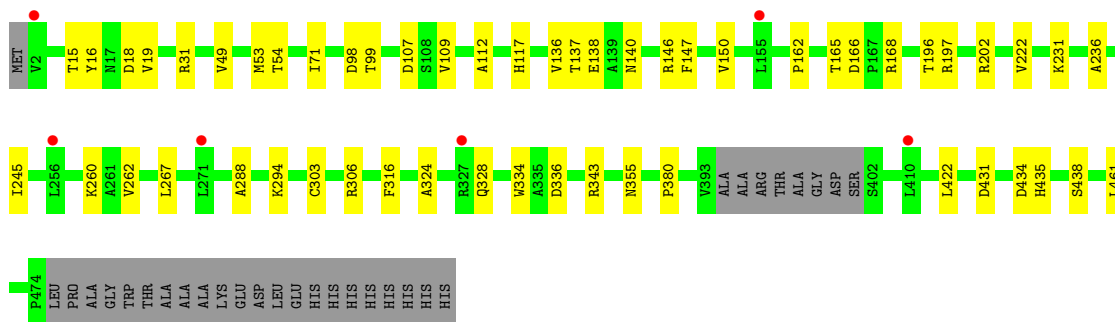 MET V2 T15 Y16 N17 D18 V19 R31 V49 M53 T54 I71 D98 T99 D107 S108 V109 A112 H117 V136 T137 E138 A139 N140 R146 F147 V150 L155 P162 T165 D166 P167 R168 T196 R197 R202 V222 K231 A236
I245 L256 K260 A261 V262 L267 L271 A288 K294 C303 R306 F316 A324 R327 Q328 W334 A335 D336 R343 N355 P380 V393 ALA ALA ARG THR ALA GLY ASP SER S402 L410 L422 D431 D434 H435 S438
P474 LEU PRO ALA GLY TRP THR ALA ALA ALA LYS GLU ASP LEU GLU HIS HIS HIS HIS HIS HIS HIS HIS